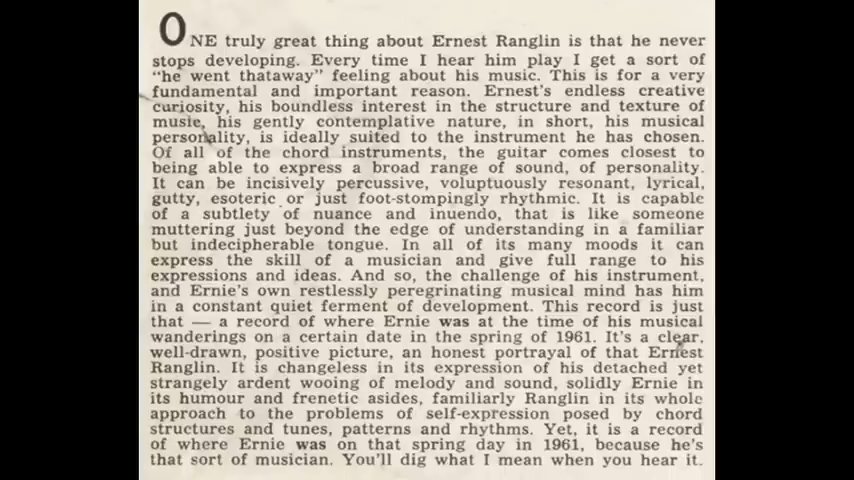 ONE truly great thing about Ernest Ranglin is that he never
stops developing. Every time I hear him play I get a sort of
"he went thataway" feeling about his music. This is for a very
fundamental and important reason. Ernest's endless creative
curiosity, his boundless interest in the structure and texture of
music, his gently contemplative nature, in short, his musical
personality, is ideally suited to the instrument he has chosen.
Of all of the chord instruments, the guitar comes closest to
being able to express a broad range of sound, of personality.
It can be incisively percussive, voluptuously resonant, lyrical,
gutty, esoteric or just foot-stompingly rhythmic. It is capable
of a subtlety of nuance and inuendo, that is like someone
muttering just beyond the edge of understanding in a familiar
but indecipherable tongue. In all of its many moods it can
express the skill of a musician and give full range to his
expressions and ideas. And so, the challenge of his instrument,
and Ernie's own restlessly peregrinating musical mind has him
in a constant quiet ferment of development. This record is just
that — a record of where Ernie was at the time of his musical
wanderings on a certain date in the spring of 1961. It's a clear,
well-drawn, positive picture, an honest portrayal of that Ernest
Ranglin. It is changeless in its expression of his detached yet
strangely ardent wooing of melody and sound, solidly Ernie in
its humour and frenetic asides, familiarly Ranglin in its whole
approach to the problems of self-expression posed by chord
structures and tunes, patterns and rhythms. Yet, it is a record
of where Ernie was on that spring day in 1961, because he's
that sort of musician. You'll dig what I mean when you hear it.